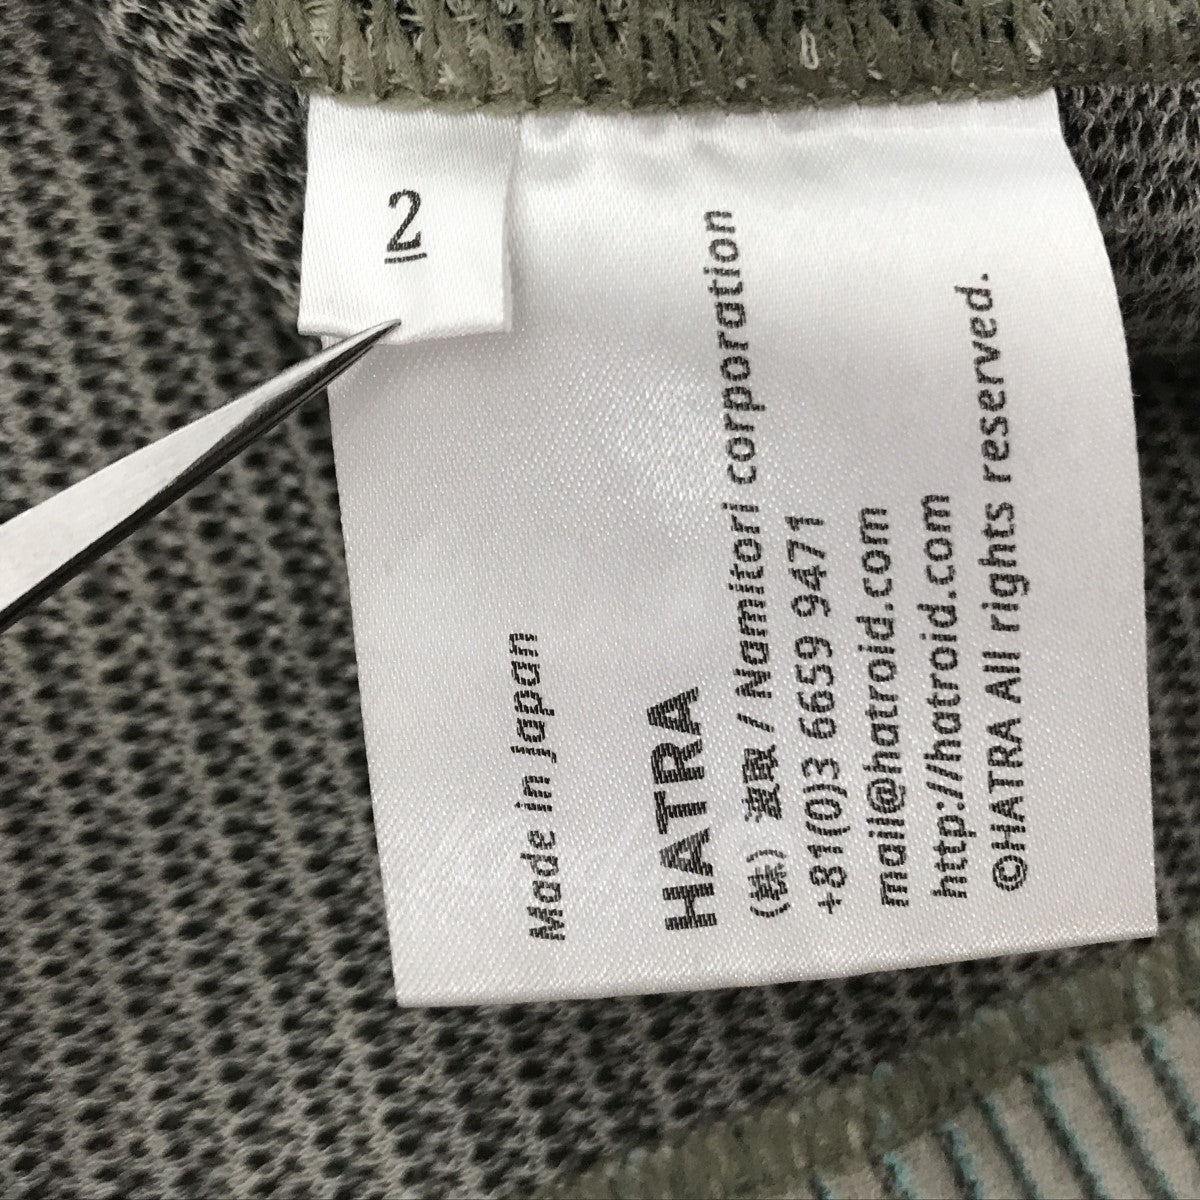 2
Made in Japan
HATRA
(株) 波取 / Namitori corporation
+81(0)3 6659 9471
mail@hatroid.com
http://hatroid.com
©HATRA All rights reserved.